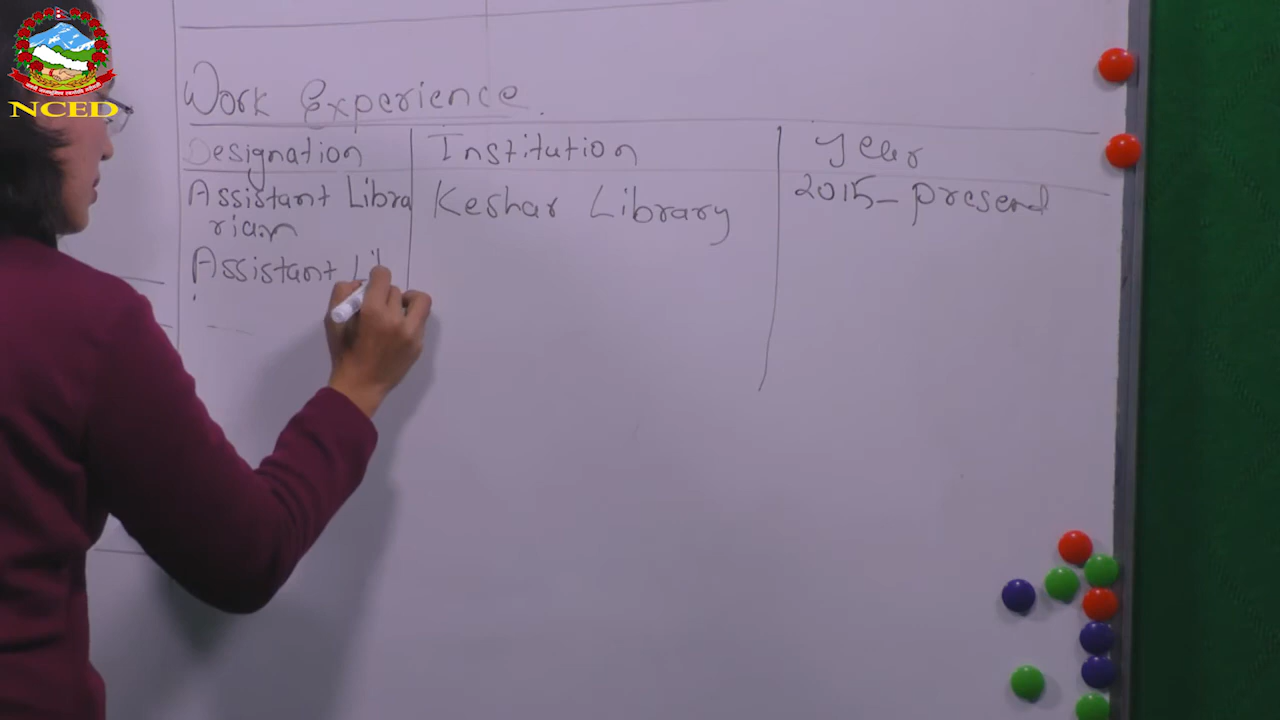 NCED
Work Experience.
Designation Institution Year
Assistant Libra Keshar Library 2015-present
rian
Assistant Li